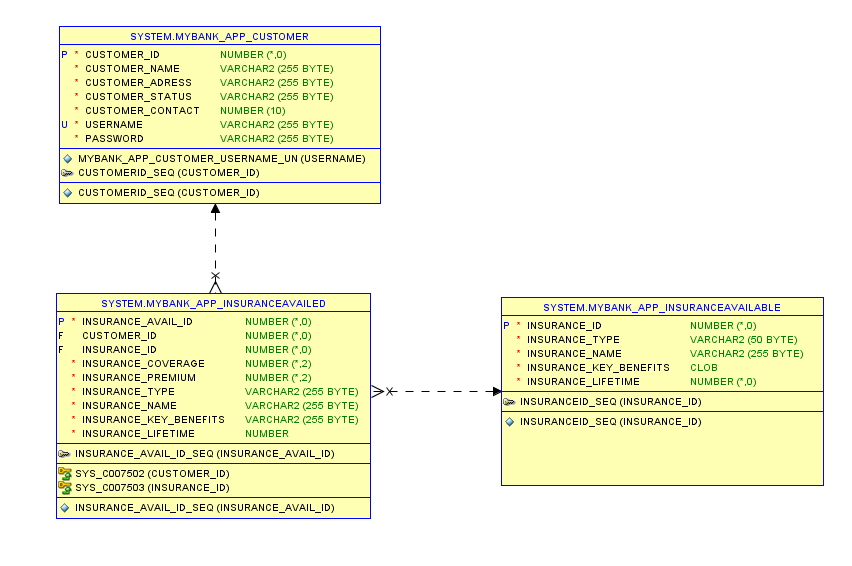 SYSTEM.MYBANK_APP_CUSTOMER
P * CUSTOMER_ID NUMBER (*,0)
* CUSTOMER_NAME VARCHAR2 (255 BYTE)
* CUSTOMER_ADRESS VARCHAR2 (255 BYTE)
* CUSTOMER_STATUS VARCHAR2 (255 BYTE)
* CUSTOMER_CONTACT NUMBER (10)
U * USERNAME VARCHAR2 (255 BYTE)
* PASSWORD VARCHAR2 (255 BYTE)
MYBANK_APP_CUSTOMER_USERNAME_UN (USERNAME)
CUSTOMERID_SEQ (CUSTOMER_ID)
CUSTOMERID_SEQ (CUSTOMER_ID)
SYSTEM.MYBANK_APP_INSURANCEAVAILED
P * INSURANCE_AVAIL_ID NUMBER (*,0)
F CUSTOMER_ID NUMBER (*,0)
F INSURANCE_ID NUMBER (*,0)
* INSURANCE_COVERAGE NUMBER (*,2)
* INSURANCE_PREMIUM NUMBER (*,2)
* INSURANCE_TYPE VARCHAR2 (255 BYTE)
* INSURANCE_NAME VARCHAR2 (255 BYTE)
* INSURANCE_KEY_BENEFITS VARCHAR2 (255 BYTE)
* INSURANCE_LIFETIME NUMBER
INSURANCE_AVAIL_ID_SEQ (INSURANCE_AVAIL_ID)
SYS_C007502 (CUSTOMER_ID)
SYS_C007503 (INSURANCE_ID)
INSURANCE_AVAIL_ID_SEQ (INSURANCE_AVAIL_ID)
SYSTEM.MYBANK_APP_INSURANCEAVAILABLE
P * INSURANCE_ID NUMBER (*,0)
* INSURANCE_TYPE VARCHAR2 (50 BYTE)
* INSURANCE_NAME VARCHAR2 (255 BYTE)
* INSURANCE_KEY_BENEFITS CLOB
* INSURANCE_LIFETIME NUMBER (*,0)
INSURANCEID_SEQ (INSURANCE_ID)
INSURANCEID_SEQ (INSURANCE_ID)